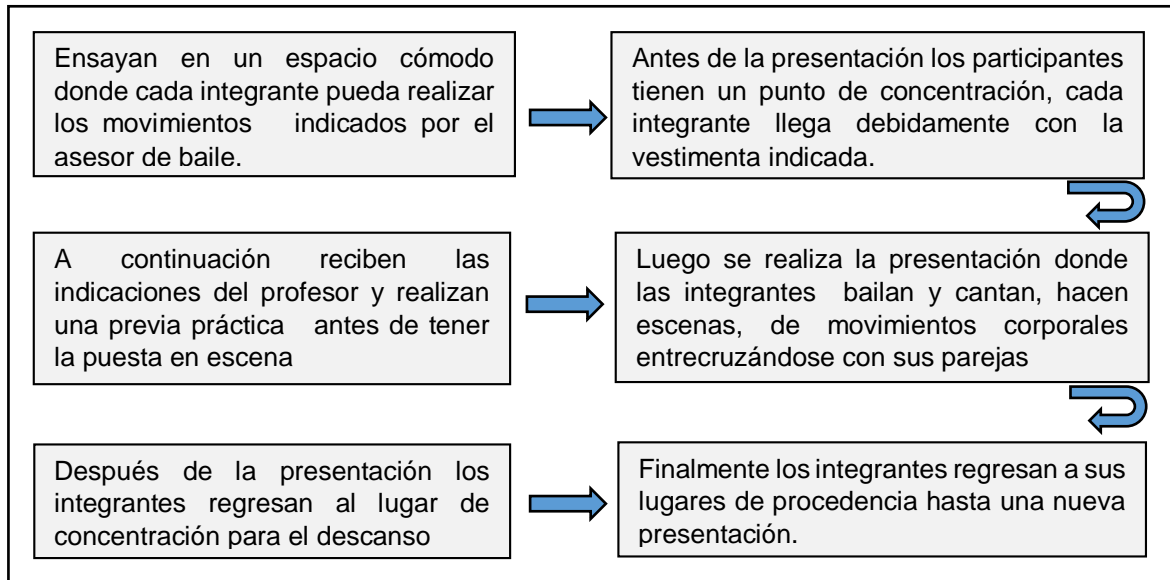 Ensayan en un espacio cómodo
donde cada integrante pueda realizar
los movimientos indicados por el
asesor de baile.
Antes de la presentación los participantes
tienen un punto de concentración, cada
integrante llega debidamente con la
vestimenta indicada.
A continuación reciben las
indicaciones del profesor y realizan
una previa práctica antes de tener
la puesta en escena
Luego se realiza la presentación donde
las integrantes bailan y cantan, hacen
escenas, de movimientos corporales
entrecruzándose con sus parejas
Después de la presentación los
integrantes regresan al lugar de
concentración para el descanso
Finalmente los integrantes regresan a sus
lugares de procedencia hasta una nueva
presentación.